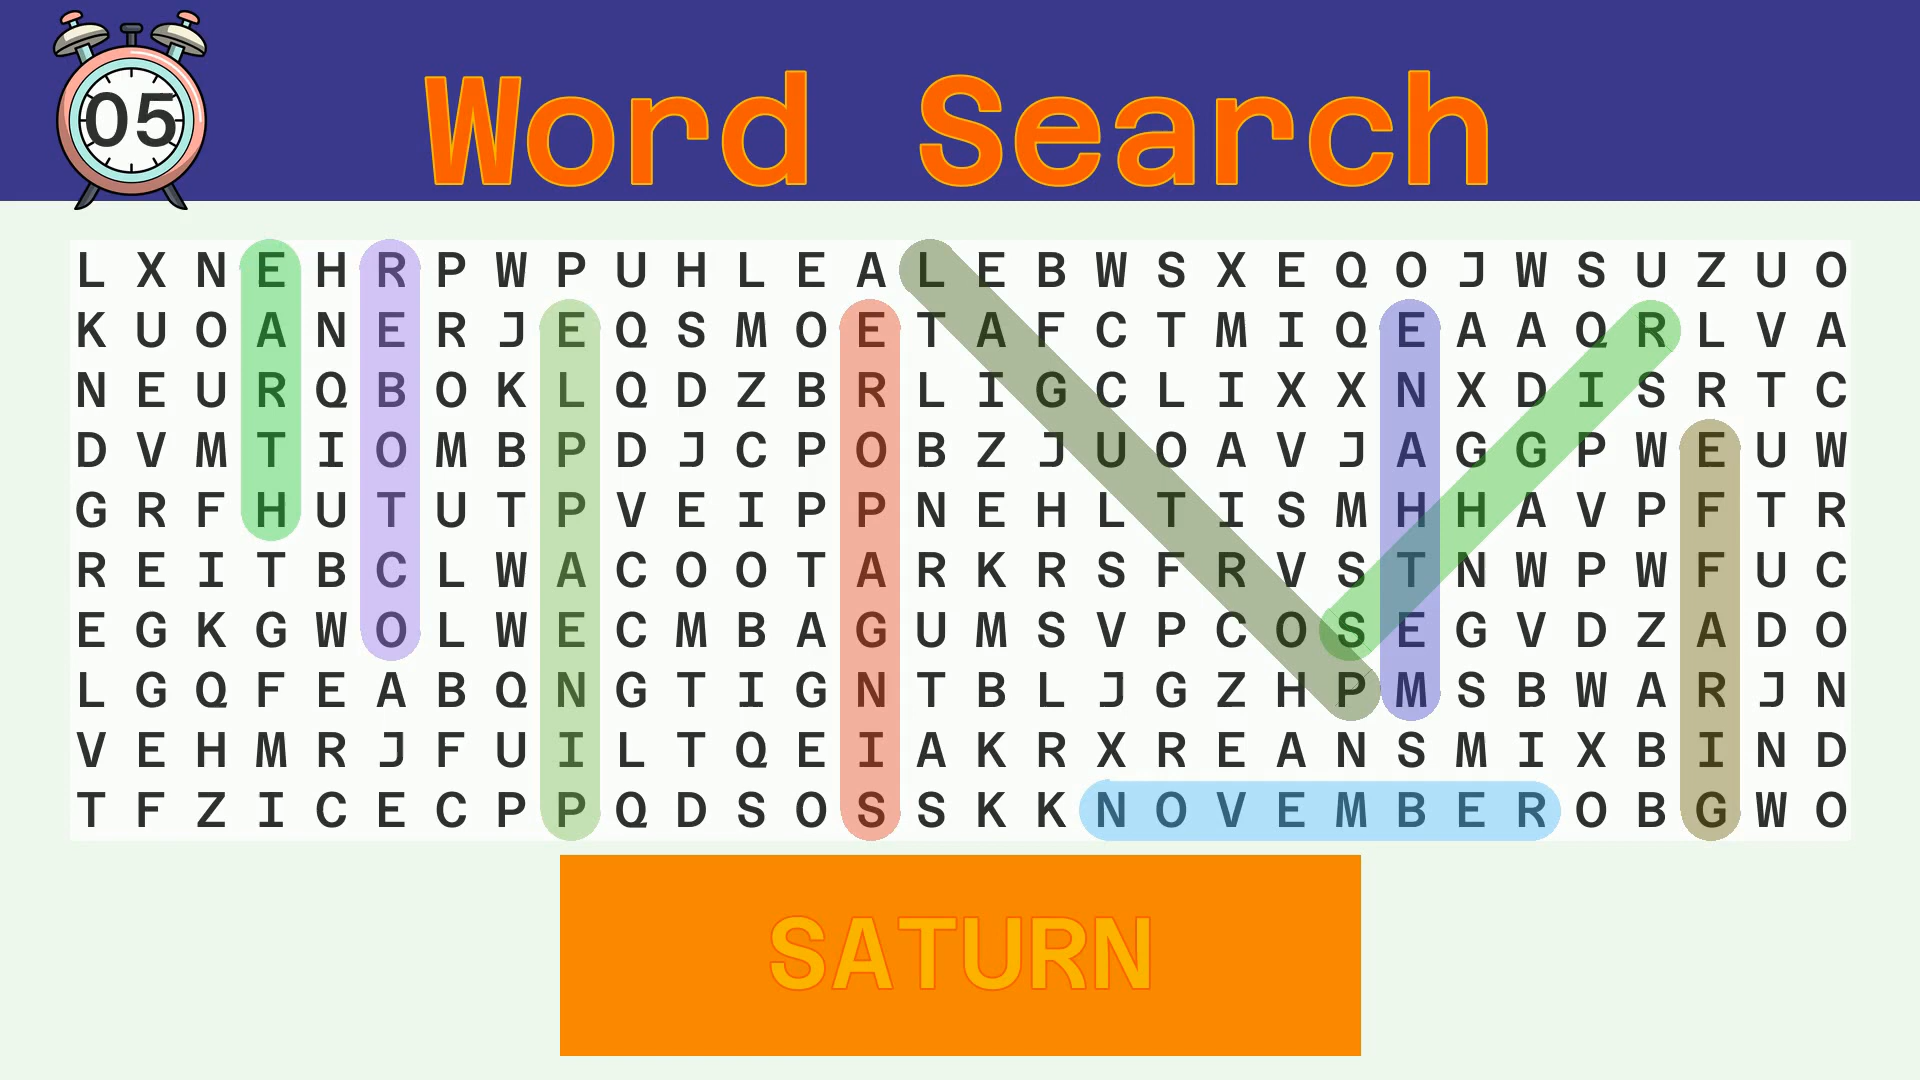 05
Word Search
L X N E H R P W P U H L E A L E B W S X E Q O J W S U Z U O
K U O A N E R J E Q S M O E T A F C T M I Q E A A Q R L V A
N E U R Q B O K L Q D Z B R L I G C L I X X N X D I S R T C
D V M T I O M B P D J C P O B Z J U O A V J A G G P W E U W
G R F H U T U T P V E I P P N E H L T I S M H H A V P F T R
R E I T B C L W A C O O T A R K R S F R V S T N W P W F U C
E G K G W O L W E C M B A G U M S V P C O S E G V D Z A D O
L G Q F E A B Q N G T I G N T B L J G Z H P M S B W A R J N
V E H M R J F U I L T Q E I A K R X R E A N S M I X B I N D
T F Z I C E C P P Q D S O S S K K N O V E M B E R O B G W O
SATURN